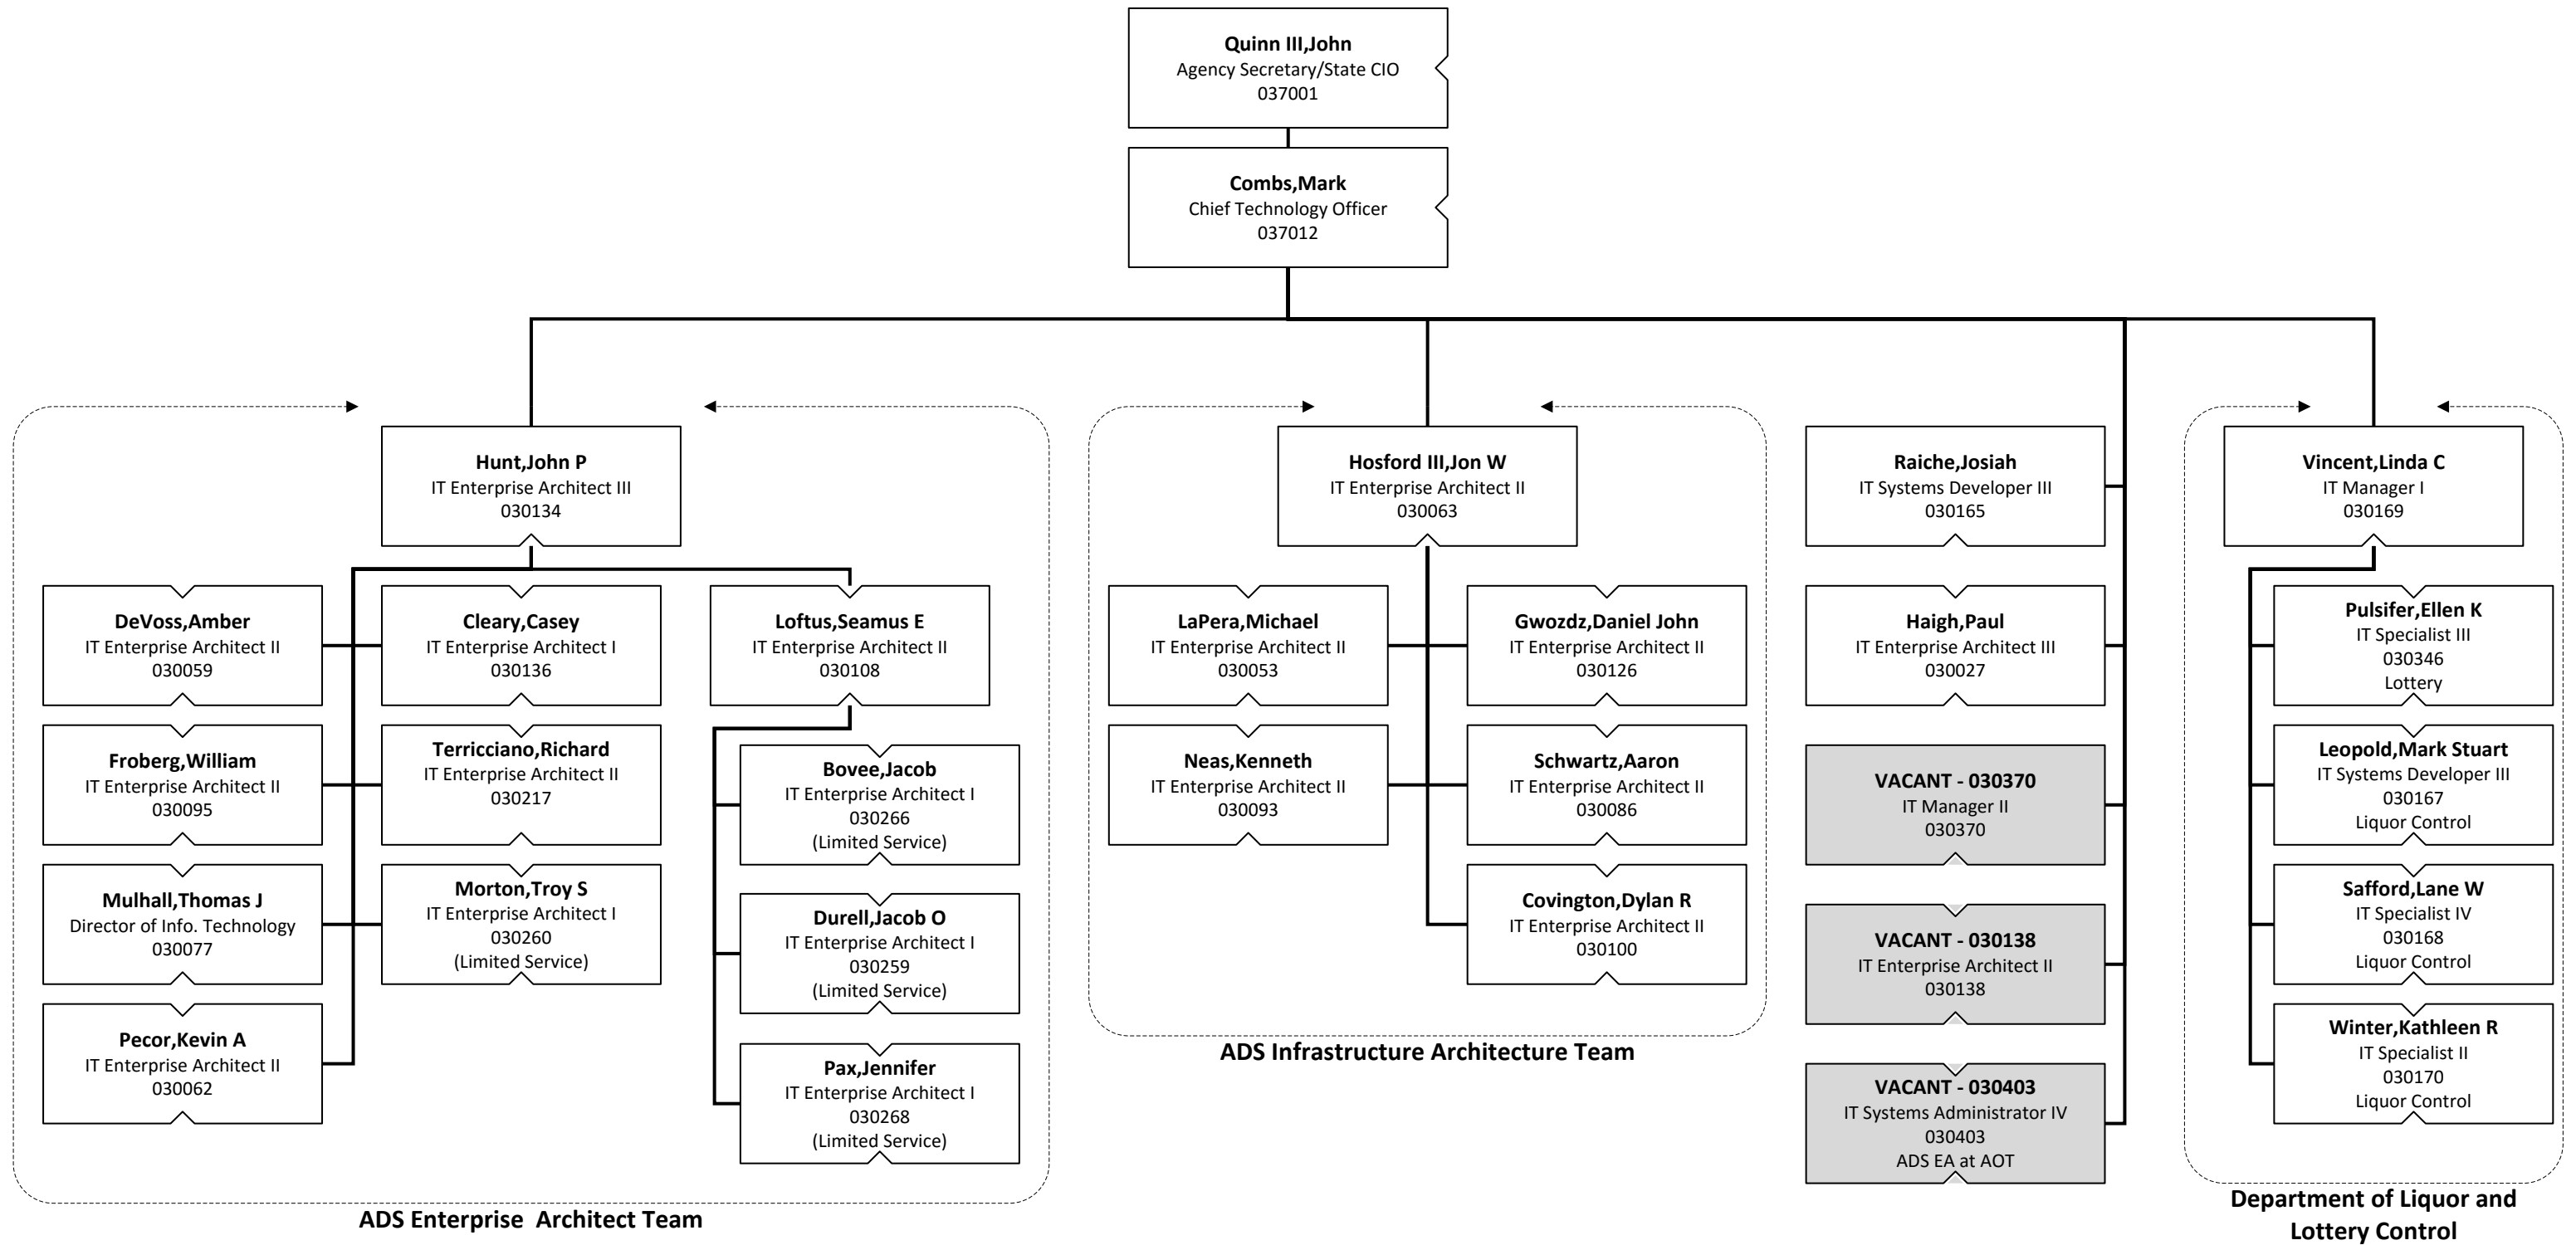 Quinn III,John
Agency Secretary/State CIO
037001
Combs,Mark
Chief Technology Officer
037012
Hunt,John P
IT Enterprise Architect III
030134
DeVoss,Amber
IT Enterprise Architect II
030059
Froberg,William
IT Enterprise Architect II
030095
Mulhall,Thomas J
Director of Info. Technology
030077
Pecor,Kevin A
IT Enterprise Architect II
030062
Cleary,Casey
IT Enterprise Architect I
030136
Terricciano,Richard
IT Enterprise Architect II
030217
Morton,Troy S
IT Enterprise Architect I
030260
(Limited Service)
Loftus,Seamus E
IT Enterprise Architect II
030108
Bovee,Jacob
IT Enterprise Architect I
030266
(Limited Service)
Durell,Jacob O
IT Enterprise Architect I
030259
(Limited Service)
Pax,Jennifer
IT Enterprise Architect I
030268
(Limited Service)
ADS Enterprise  Architect Team
Hosford III,Jon W
IT Enterprise Architect II
030063
LaPera,Michael
IT Enterprise Architect II
030053
Neas,Kenneth
IT Enterprise Architect II
030093
Gwozdz,Daniel John
IT Enterprise Architect II
030126
Schwartz,Aaron
IT Enterprise Architect II
030086
Covington,Dylan R
IT Enterprise Architect II
030100
ADS Infrastructure Architecture Team
Raiche,Josiah
IT Systems Developer III
030165
Haigh,Paul
IT Enterprise Architect III
030027
VACANT - 030370
IT Manager II
030370
VACANT - 030138
IT Enterprise Architect II
030138
VACANT - 030403
IT Systems Administrator IV
030403
ADS EA at AOT
Vincent,Linda C
IT Manager I
030169
Pulsifer,Ellen K
IT Specialist III
030346
Lottery
Leopold,Mark Stuart
IT Systems Developer III
030167
Liquor Control
Safford,Lane W
IT Specialist IV
030168
Liquor Control
Winter,Kathleen R
IT Specialist II
030170
Liquor Control
Department of Liquor and
Lottery Control